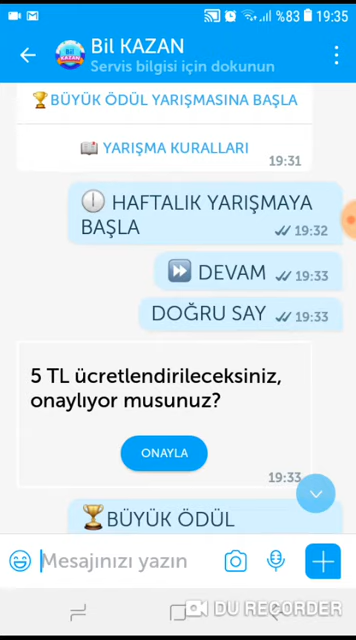 %83 19:35
Bil KAZAN
Servis bilgisi için dokunun
🏆BÜYÜK ÖDÜL YARIŞMASINA BAŞLA
📖 YARIŞMA KURALLARI
19:31
🕕 HAFTALIK YARIŞMAYA
BAŞLA
19:32
⏩ DEVAM 19:33
DOĞRU SAY 19:33
5 TL ücretlendirileceksiniz,
onaylıyor musunuz?
ONAYLA
19:33
🏆BÜYÜK ÖDÜL
Mesajınızı yazın
DU RECORDER